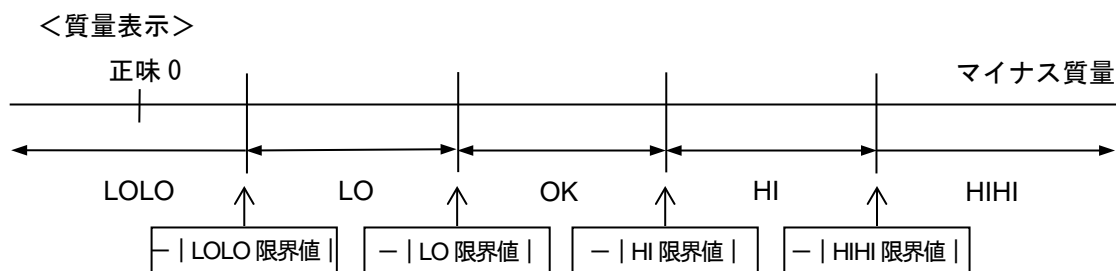 ＜質量表示＞
正味 0 マイナス質量
LOLO LO OK HI HIHI
－｜LOLO 限界値｜ －｜LO 限界値｜ －｜HI 限界値｜ －｜HIHI 限界値｜